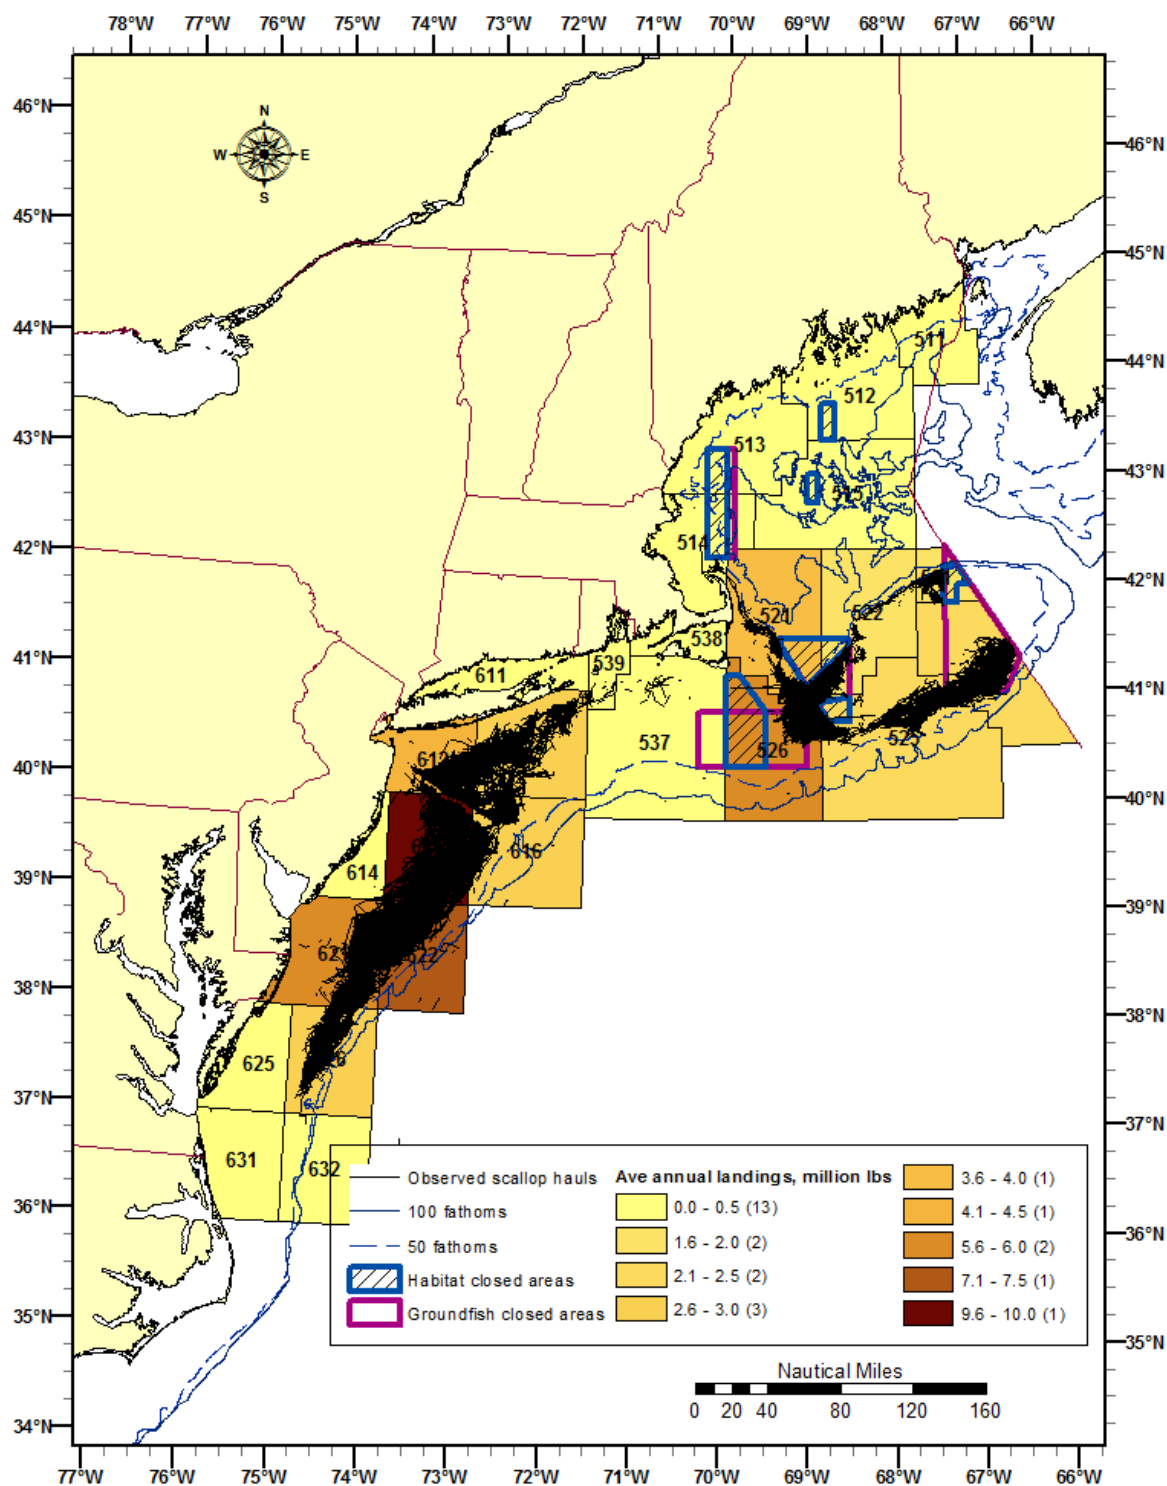 78°W 77°W 76°W 75°W 74°W 73°W 72°W 71°W 70°W 69°W 68°W 67°W 66°W
46°N
46°N
N
W E
S
45°N
45°N
44°N
511
44°N
512
43°N
513
43°N
515
514
42°N
42°N
521
522
538
539
41°N
611
41°N
537
526
525
612
40°N
40°N
616
614
39°N
39°N
622
38°N
38°N
625
37°N
37°N
631
632
36°N
36°N
35°N
35°N
34°N
Observed scallop hauls
100 fathoms
50 fathoms
Habitat closed areas
Groundfish closed areas
Ave annual landings, million lbs
0.0 - 0.5 (13)
1.6 - 2.0 (2)
2.1 - 2.5 (2)
2.6 - 3.0 (3)
3.6 - 4.0 (1)
4.1 - 4.5 (1)
5.6 - 6.0 (2)
7.1 - 7.5 (1)
9.6 - 10.0 (1)
Nautical Miles
0 20 40 80 120 160
77°W 76°W 75°W 74°W 73°W 72°W 71°W 70°W 69°W 68°W 67°W 66°W